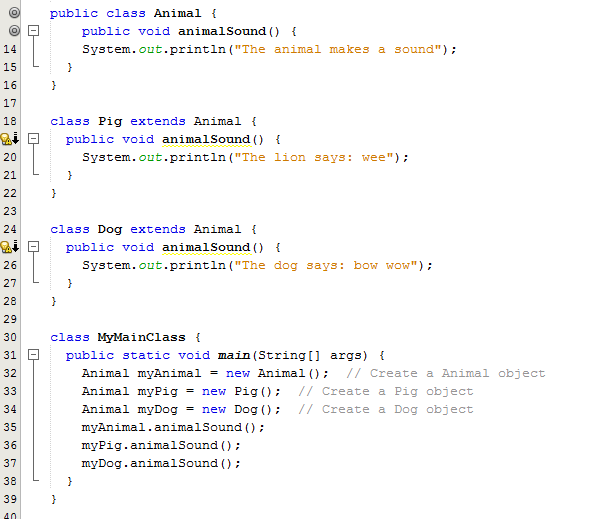 public class Animal {
public void animalSound() {
14 System.out.println("The animal makes a sound");
15 }
16 }
17
18 class Pig extends Animal {
public void animalSound() {
20 System.out.println("The lion says: wee");
21 }
22 }
23
24 class Dog extends Animal {
public void animalSound() {
26 System.out.println("The dog says: bow wow");
27 }
28 }
29
30 class MyMainClass {
31 public static void main(String[] args) {
32 Animal myAnimal = new Animal();  // Create a Animal object
33 Animal myPig = new Pig();  // Create a Pig object
34 Animal myDog = new Dog();  // Create a Dog object
35 myAnimal.animalSound();
36 myPig.animalSound();
37 myDog.animalSound();
38 }
39 }
40